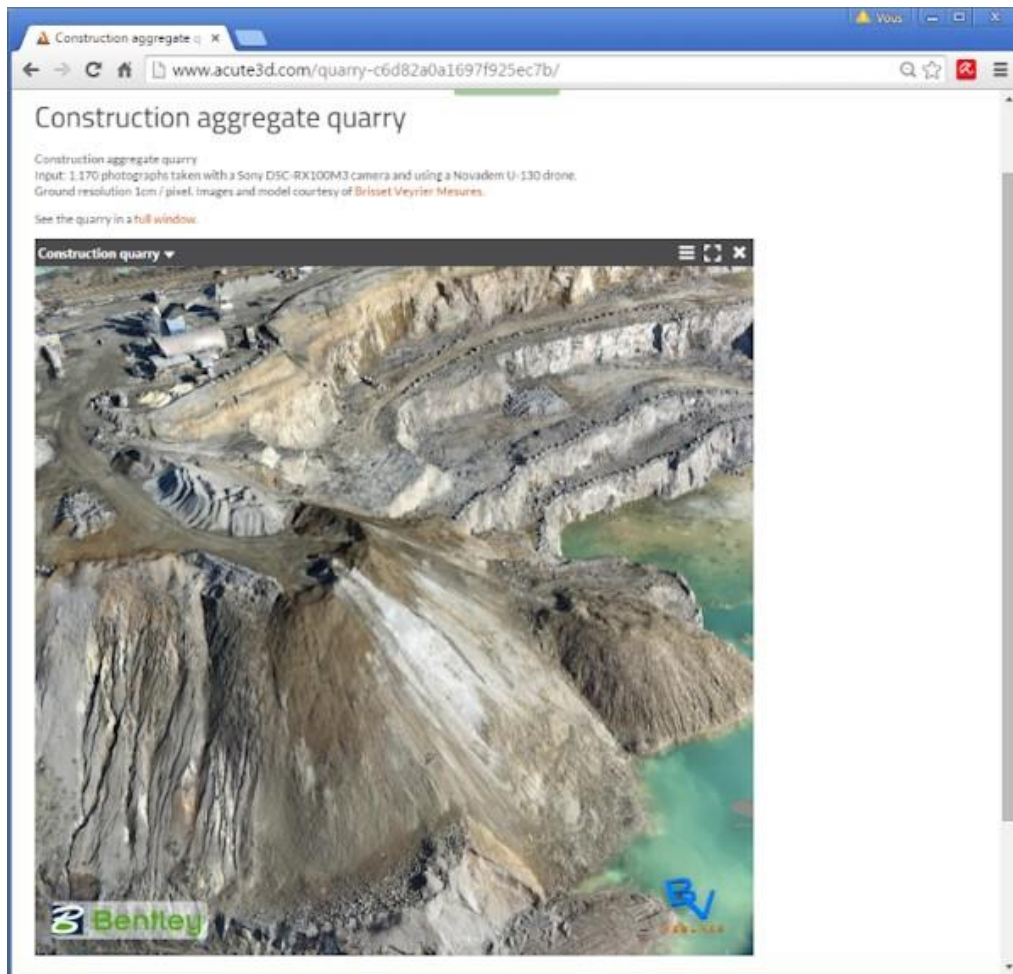 Vous
Construction aggregate q
www.acute3d.com/quarry-c6d82a0a1697f925ec7b/
Construction aggregate quarry
Construction aggregate quarry
Input: 1,170 photographs taken with a Sony DSC-RX100M3 camera and using a Novadem U-130 drone.
Ground resolution 1cm / pixel. Images and model courtesy of Brisset Veyrier Mesures.
See the quarry in a full window.
Construction quarry
Bentley
BV